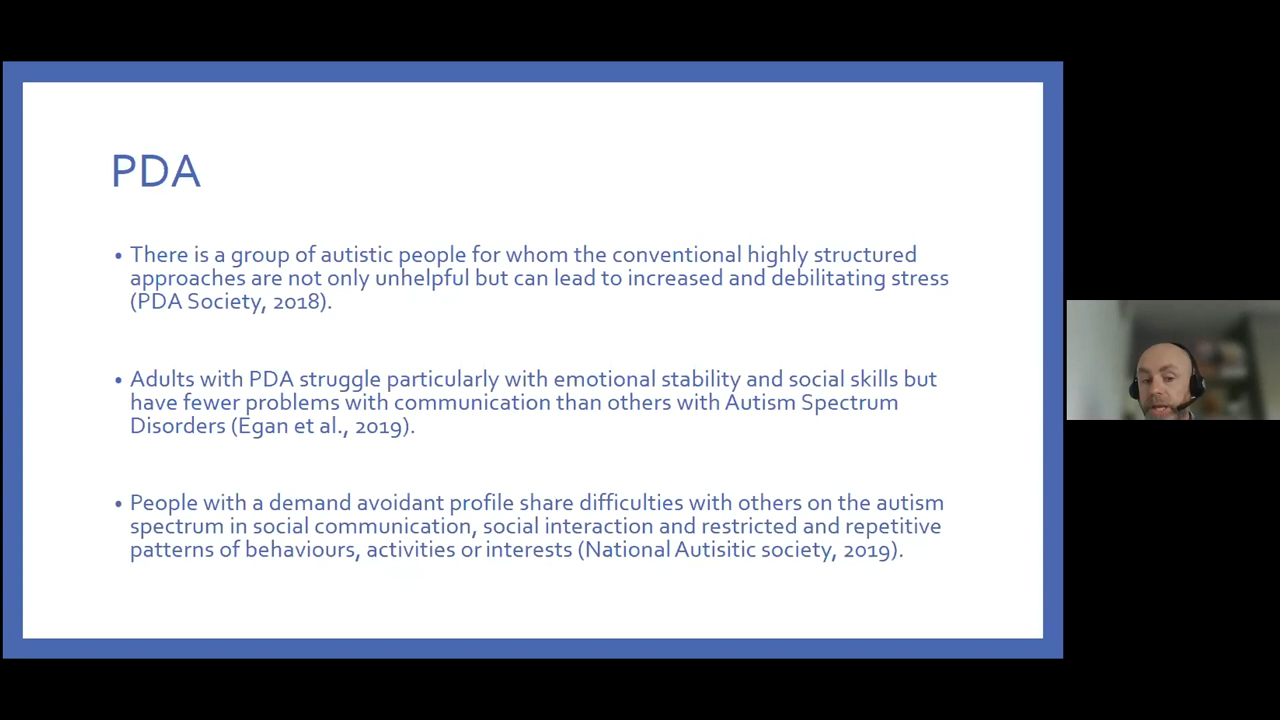 PDA
• There is a group of autistic people for whom the conventional highly structured
approaches are not only unhelpful but can lead to increased and debilitating stress
(PDA Society, 2018).
• Adults with PDA struggle particularly with emotional stability and social skills but
have fewer problems with communication than others with Autism Spectrum
Disorders (Egan et al., 2019).
• People with a demand avoidant profile share difficulties with others on the autism
spectrum in social communication, social interaction and restricted and repetitive
patterns of behaviours, activities or interests (National Autisitic society, 2019).